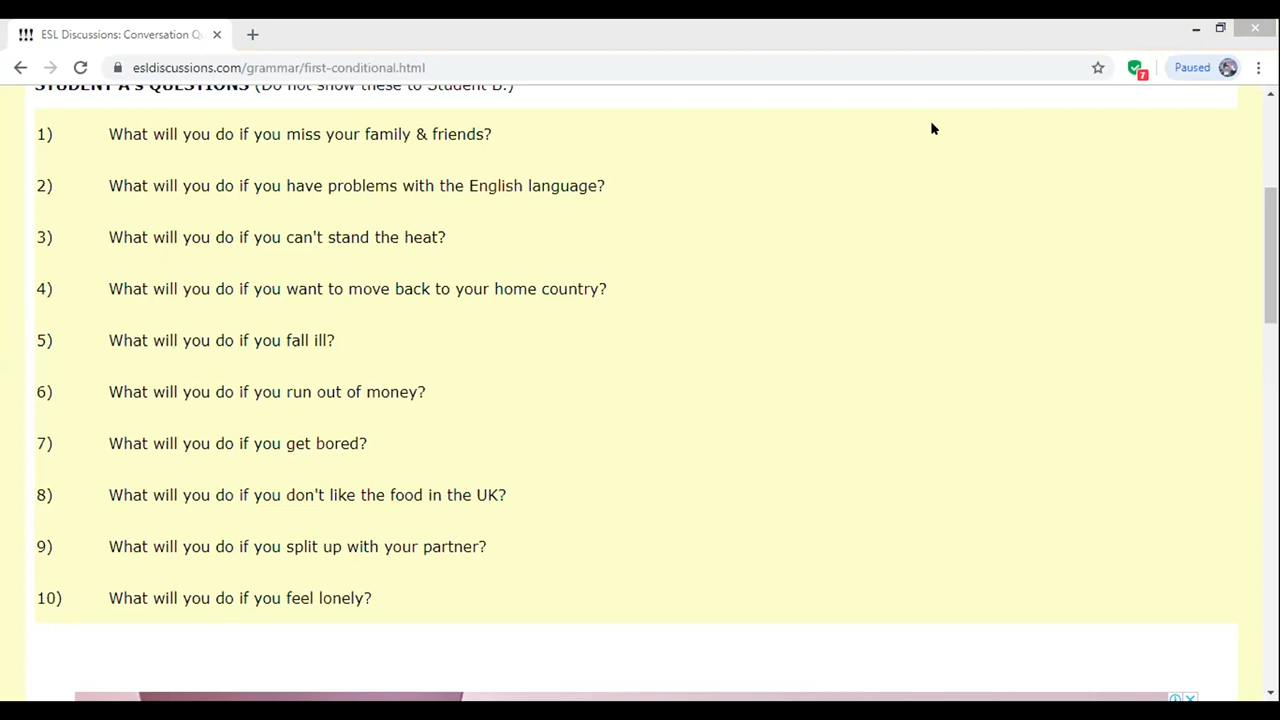 !!! ESL Discussions: Conversation Q
esldiscussions.com/grammar/first-conditional.html
7
Paused
STUDENT A's QUESTIONS (Do not show these to Student B.)
1) What will you do if you miss your family & friends?
2) What will you do if you have problems with the English language?
3) What will you do if you can't stand the heat?
4) What will you do if you want to move back to your home country?
5) What will you do if you fall ill?
6) What will you do if you run out of money?
7) What will you do if you get bored?
8) What will you do if you don't like the food in the UK?
9) What will you do if you split up with your partner?
10) What will you do if you feel lonely?